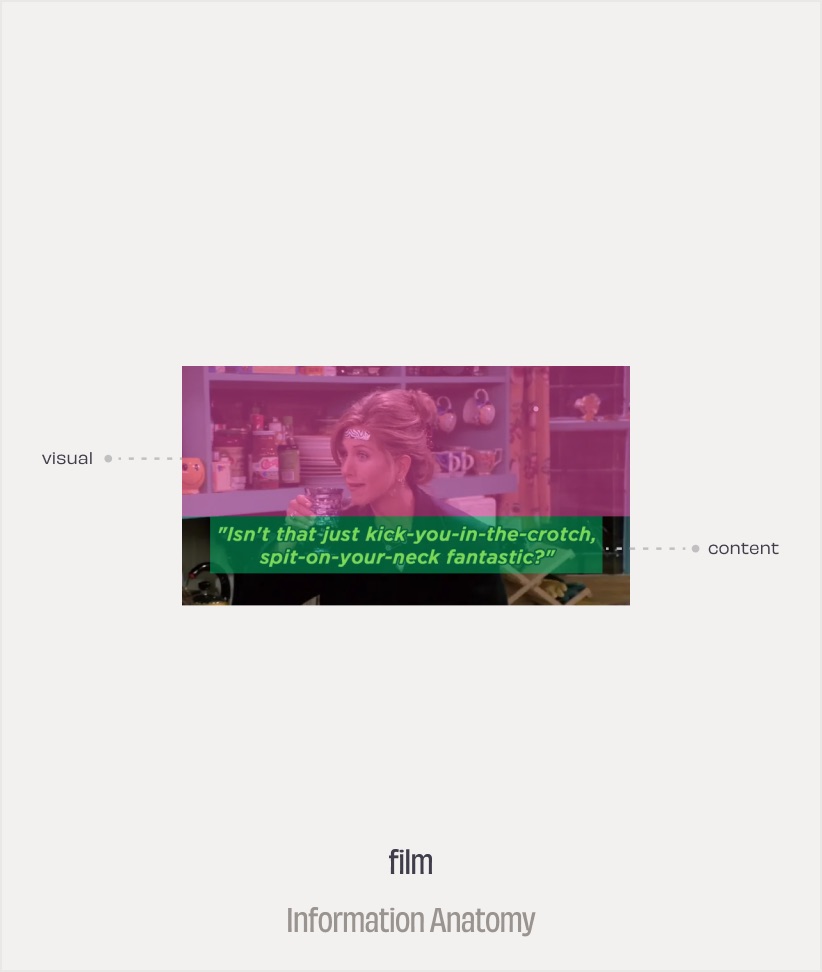 visual
"Isn't that just kick-you-in-the-crotch,
spit-on-your-neck fantastic?"
content
film
Information Anatomy